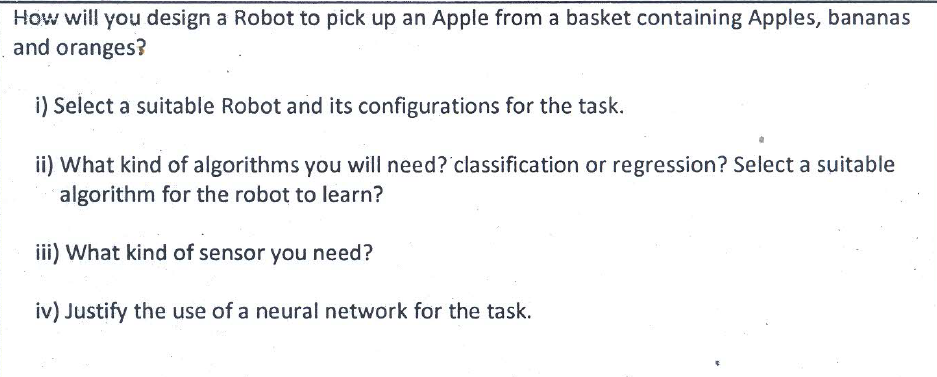 How will you design a Robot to pick up an Apple from a basket containing Apples, bananas
and oranges?
i) Select a suitable Robot and its configurations for the task.
ii) What kind of algorithms you will need? classification or regression? Select a suitable
algorithm for the robot to learn?
iii) What kind of sensor you need?
iv) Justify the use of a neural network for the task.